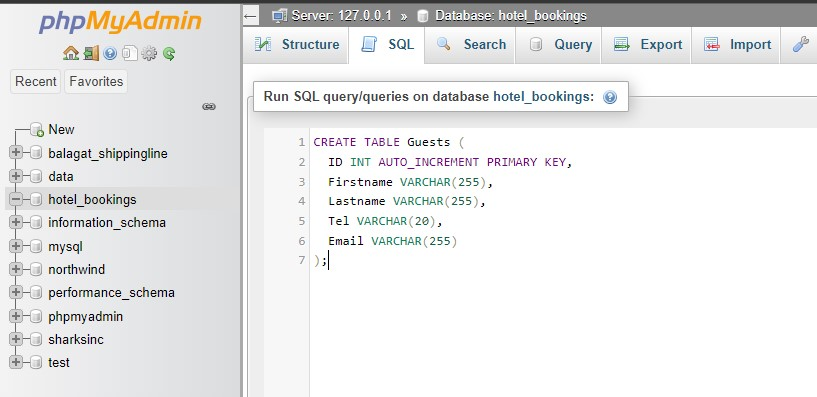 phpMyAdmin
Recent Favorites
New
balagat_shippingline
data
hotel_bookings
information_schema
mysql
northwind
performance_schema
phpmyadmin
sharksinc
test
Server: 127.0.0.1 » Database: hotel_bookings
Structure SQL Search Query Export Import
Run SQL query/queries on database hotel_bookings:
1 CREATE TABLE Guests (
2 ID INT AUTO_INCREMENT PRIMARY KEY,
3 Firstname VARCHAR(255),
4 Lastname VARCHAR(255),
5 Tel VARCHAR(20),
6 Email VARCHAR(255)
7 );